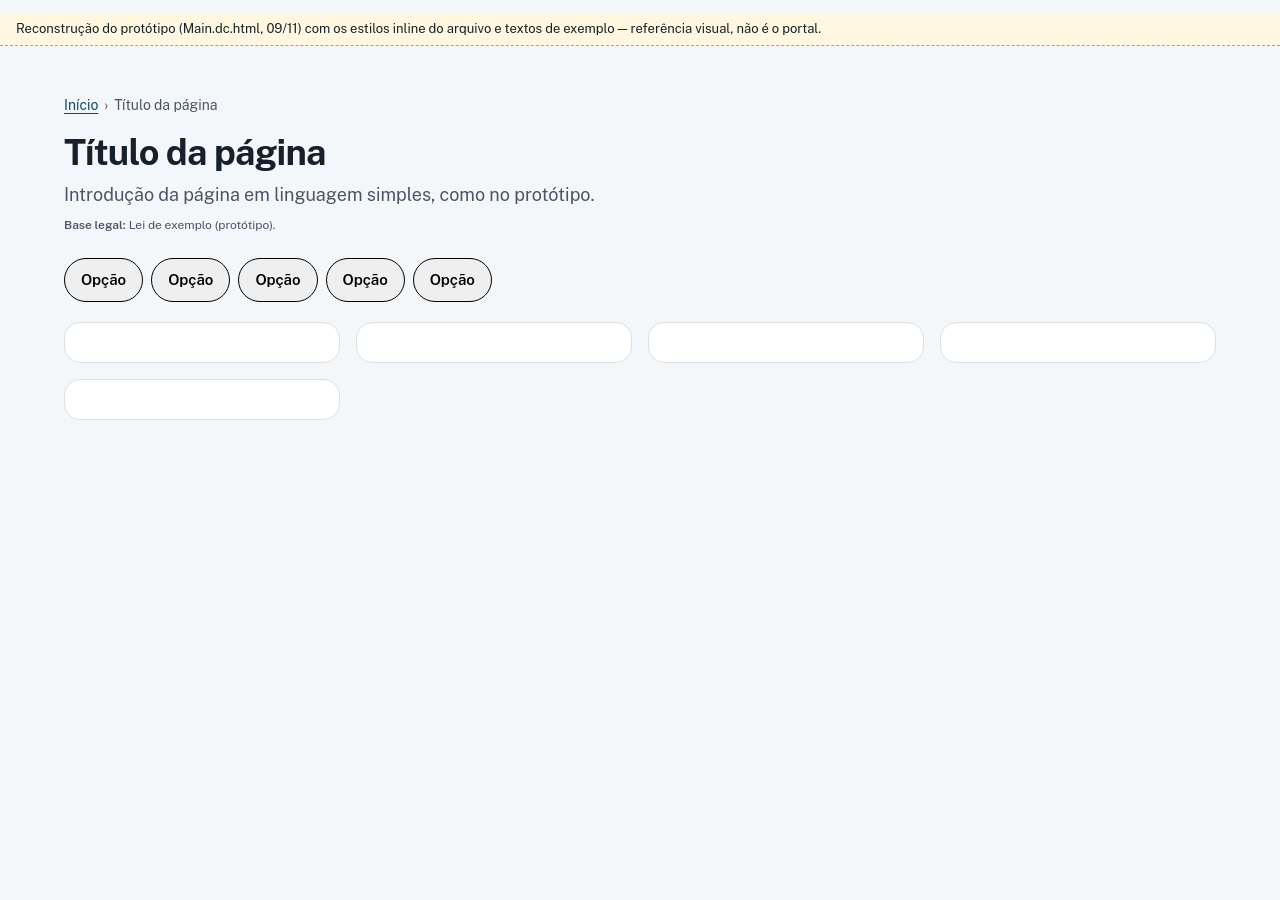 Reconstrução do protótipo (Main.dc.html, 09/11) com os estilos inline do arquivo e textos de exemplo — referência visual, não é o portal.
Início › Título da página
Título da página
Introdução da página em linguagem simples, como no protótipo.
Base legal: Lei de exemplo (protótipo).
Opção Opção Opção Opção Opção